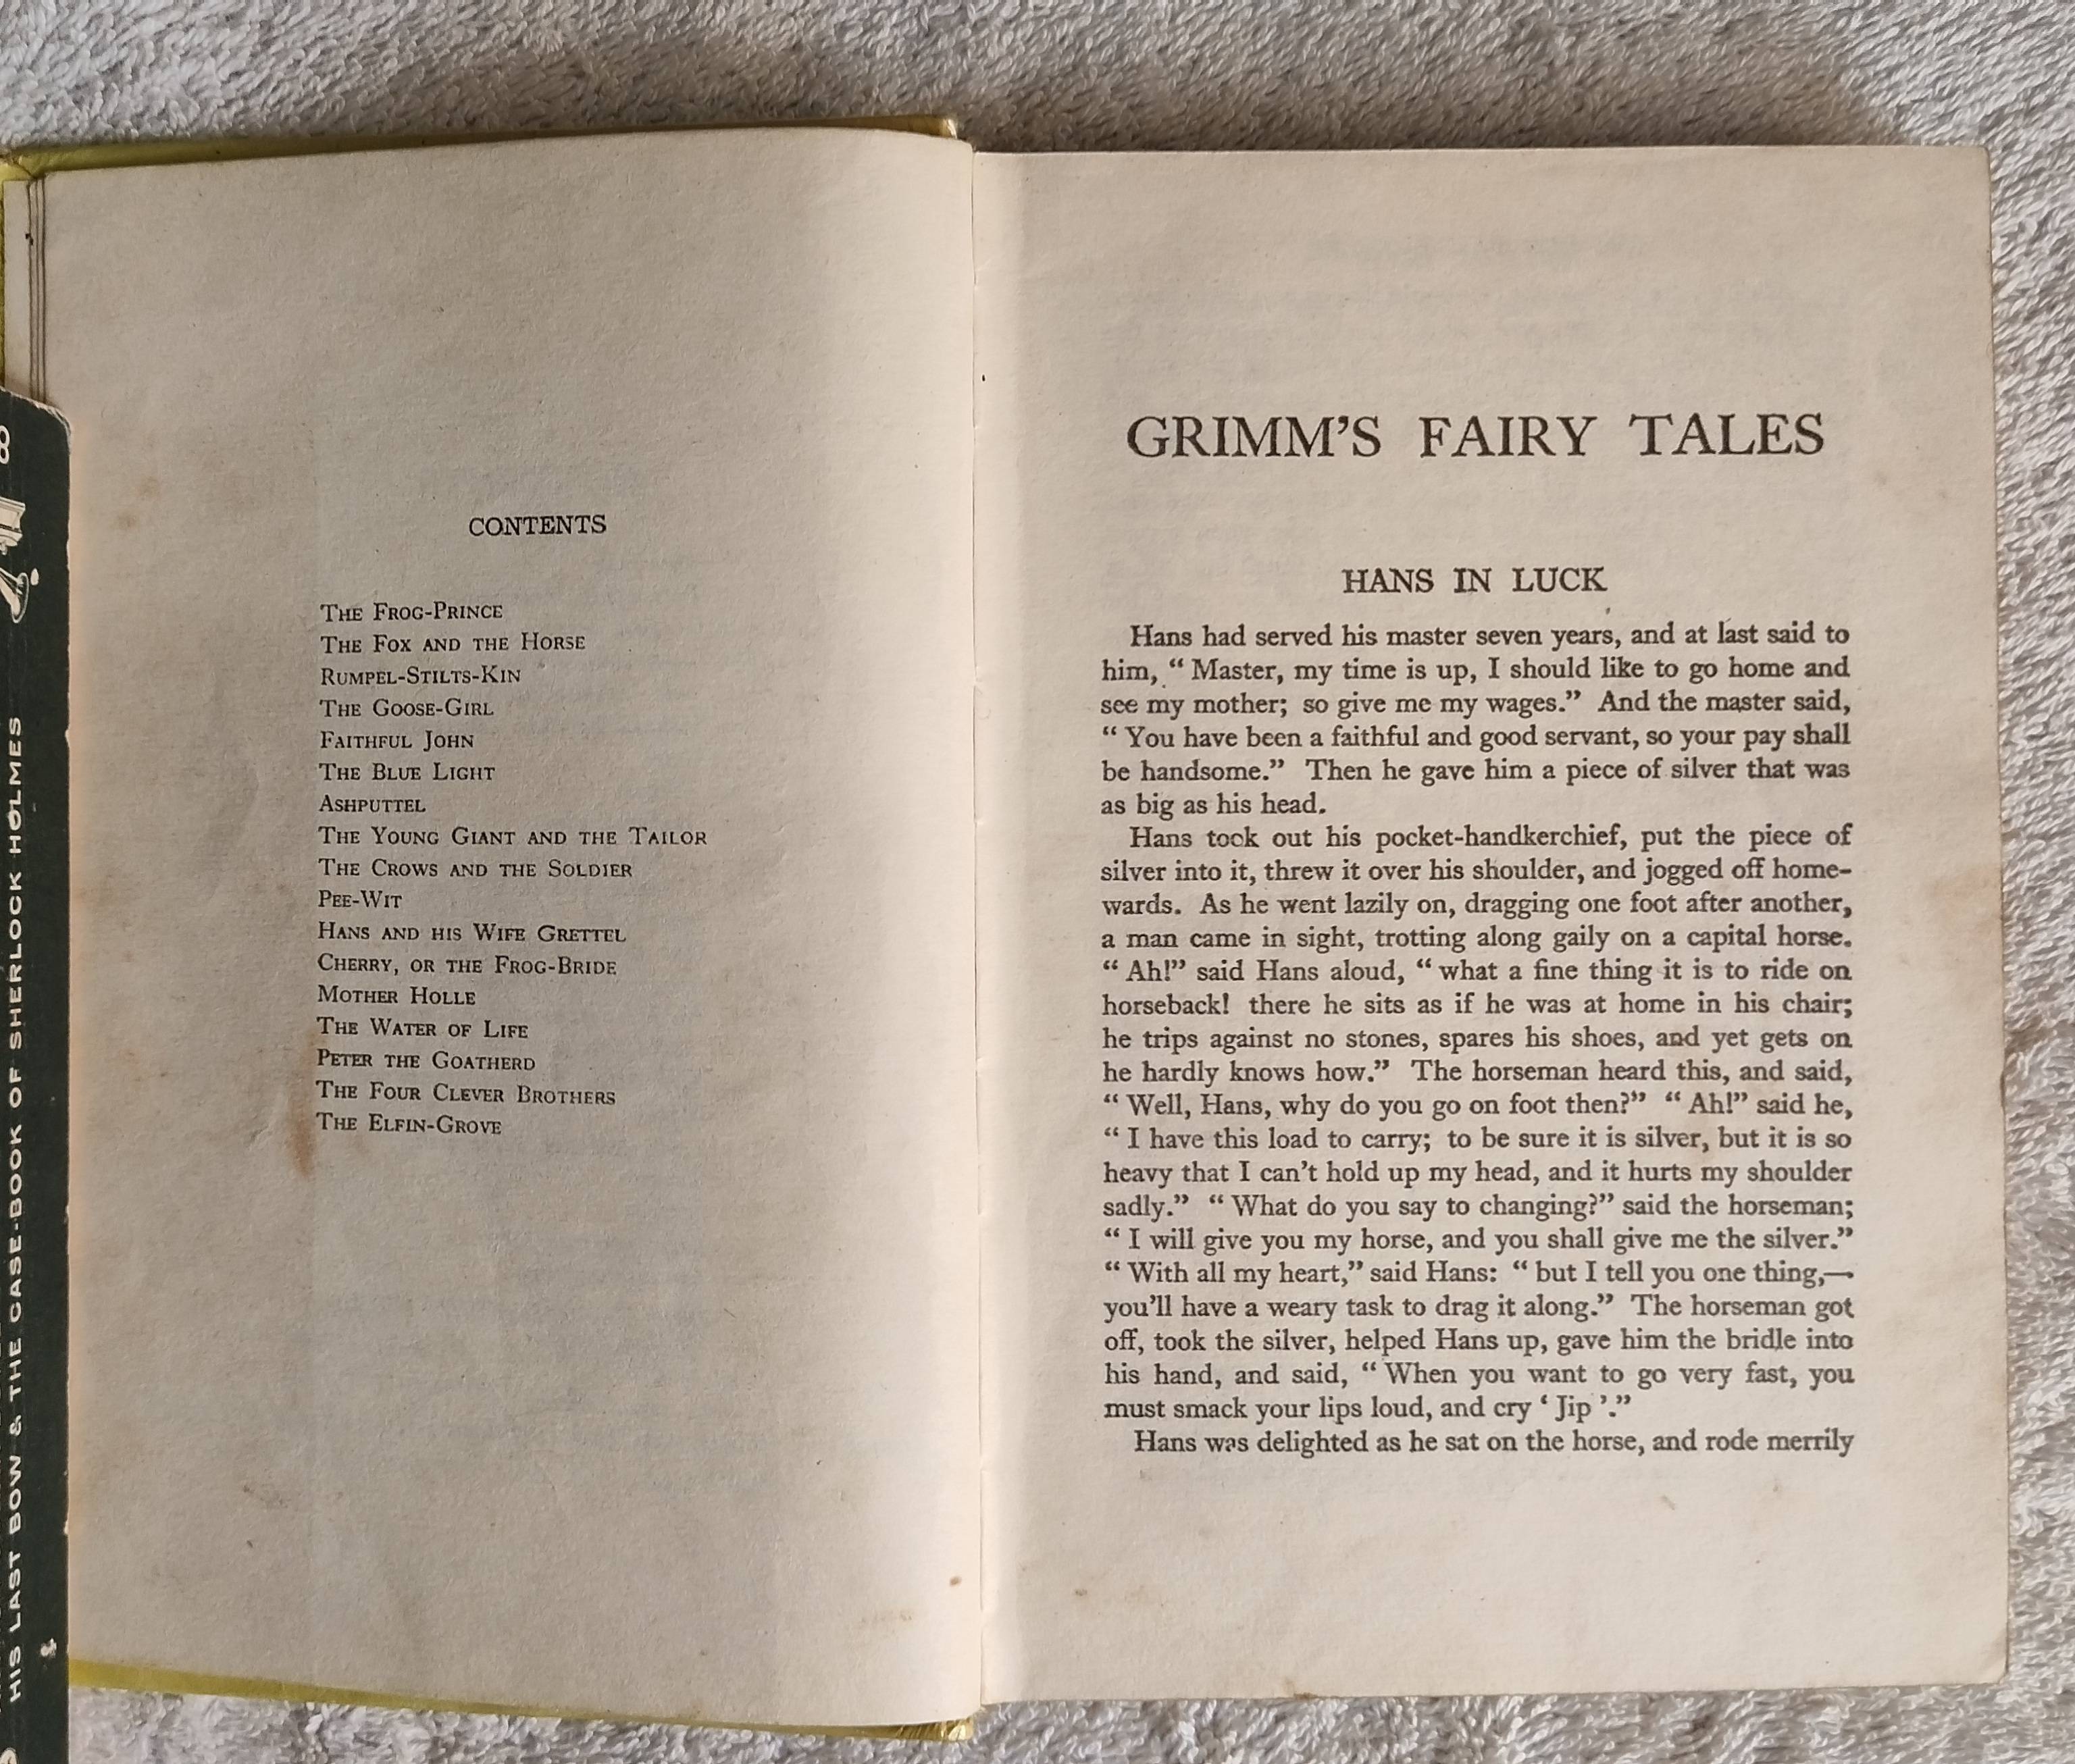 8
HIS LAST BOW & THE CASE-BOOK OF SHERLOCK HOLMES
CONTENTS
THE FROG-PRINCE
THE FOX AND THE HORSE
RUMPEL-STILTS-KIN
THE GOOSE-GIRL
FAITHFUL JOHN
THE BLUE LIGHT
ASHPUTTEL
THE YOUNG GIANT AND THE TAILOR
THE CROWS AND THE SOLDIER
PEE-WIT
HANS AND HIS WIFE GRETTEL
CHERRY, OR THE FROG-BRIDE
MOTHER HOLLE
THE WATER OF LIFE
PETER THE GOATHERD
THE FOUR CLEVER BROTHERS
THE ELFIN-GROVE
GRIMM'S FAIRY TALES
HANS IN LUCK
Hans had served his master seven years, and at last said to
him, “ Master, my time is up, I should like to go home and
see my mother; so give me my wages.” And the master said,
“ You have been a faithful and good servant, so your pay shall
be handsome.” Then he gave him a piece of silver that was
as big as his head.
Hans took out his pocket-handkerchief, put the piece of
silver into it, threw it over his shoulder, and jogged off home-
wards. As he went lazily on, dragging one foot after another,
a man came in sight, trotting along gaily on a capital horse.
“ Ah!” said Hans aloud, “ what a fine thing it is to ride on
horseback! there he sits as if he was at home in his chair;
he trips against no stones, spares his shoes, and yet gets on
he hardly knows how.” The horseman heard this, and said,
“ Well, Hans, why do you go on foot then?” “ Ah!” said he,
“ I have this load to carry; to be sure it is silver, but it is so
heavy that I can't hold up my head, and it hurts my shoulder
sadly.” “ What do you say to changing?” said the horseman;
“ I will give you my horse, and you shall give me the silver.”
“ With all my heart,” said Hans: “ but I tell you one thing,—
you'll have a weary task to drag it along.” The horseman got
off, took the silver, helped Hans up, gave him the bridle into
his hand, and said, “ When you want to go very fast, you
must smack your lips loud, and cry ‘ Jip ’.”
Hans was delighted as he sat on the horse, and rode merrily